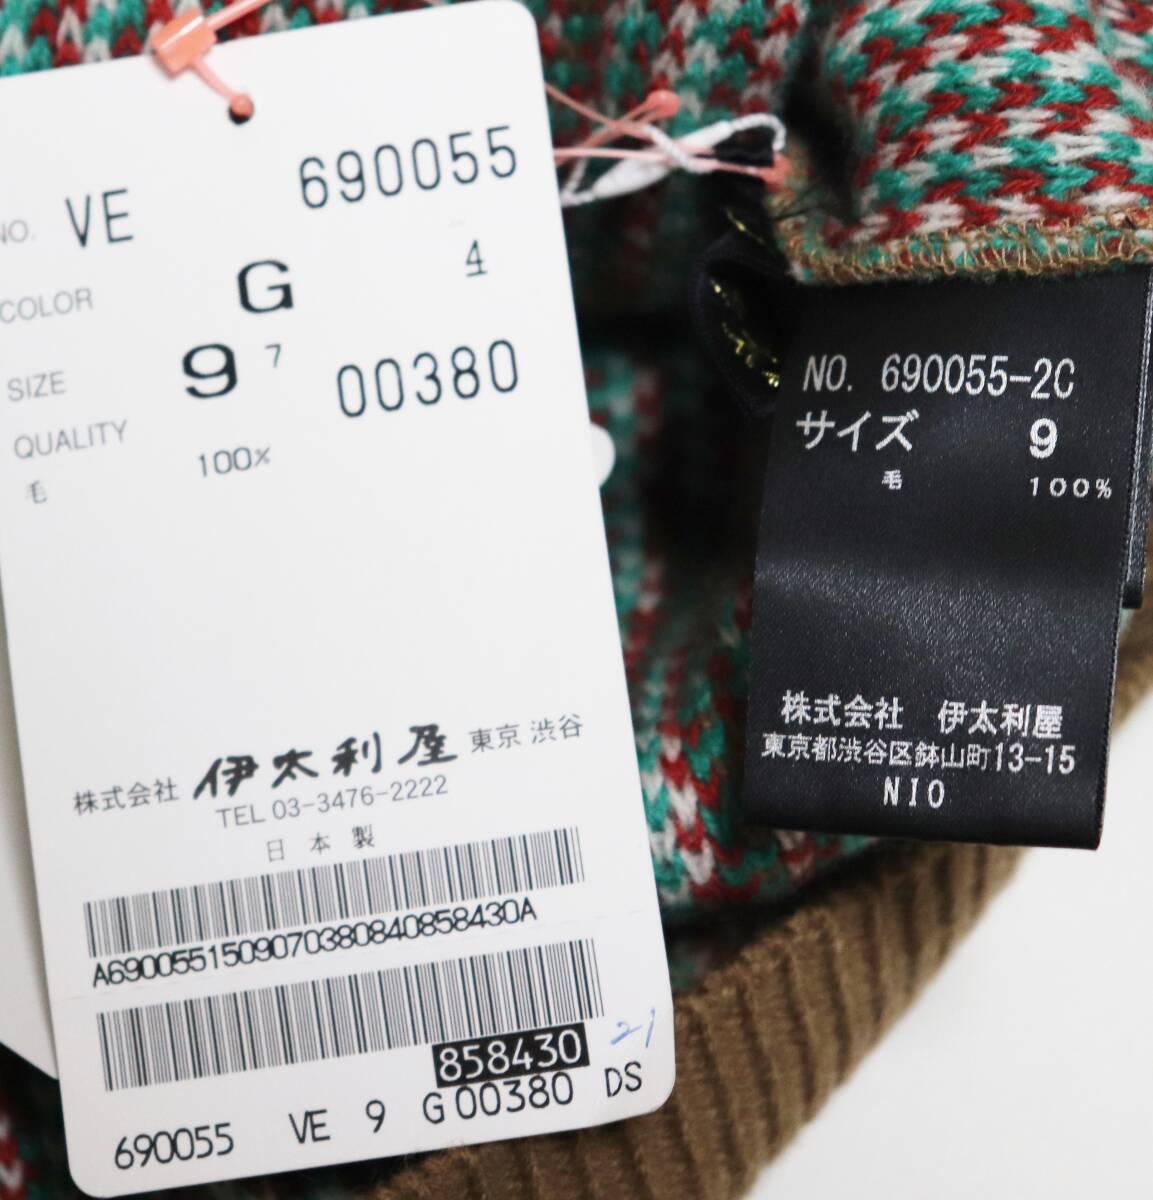 NO. VE 690055
COLOR G 4
SIZE 9 7 00380
QUALITY
毛 100%
株式会社 伊太利屋 東京 渋谷
TEL 03-3476-2222
日本製
A6900551509070380840858430A
858430
21
690055 VE 9 G00380 DS
NO. 690055-2C
サイズ 9
毛 100%
株式会社 伊太利屋
東京都渋谷区鉢山町13-15
NIO